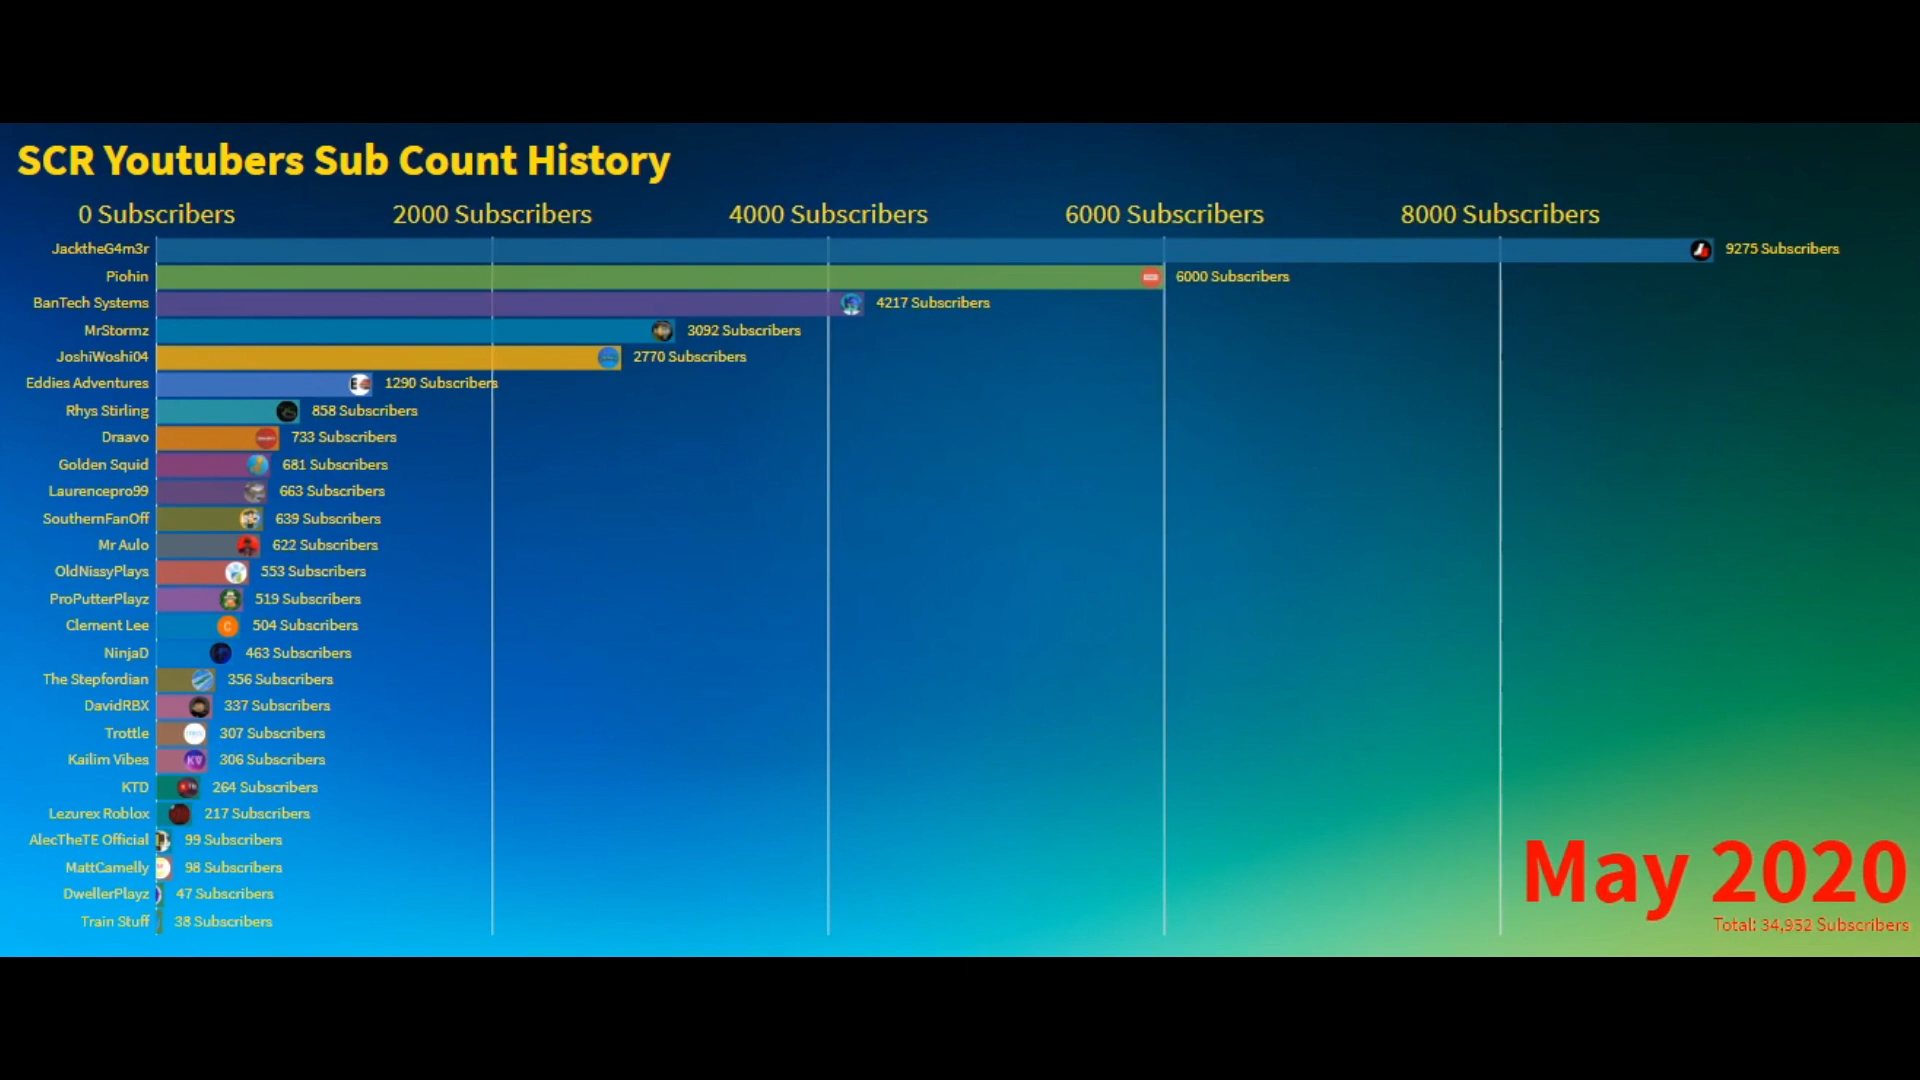 SCR Youtubers Sub Count History
0 Subscribers 2000 Subscribers 4000 Subscribers 6000 Subscribers 8000 Subscribers
JacktheG4m3r 9275 Subscribers
Piohin 6000 Subscribers
BanTech Systems 4217 Subscribers
MrStormz 3092 Subscribers
JoshiWoshi04 2770 Subscribers
Eddies Adventures 1290 Subscribers
Rhys Stirling 858 Subscribers
Draavo 733 Subscribers
Golden Squid 681 Subscribers
Laurencepro99 663 Subscribers
SouthernFanOff 639 Subscribers
Mr Aulo 622 Subscribers
OldNissyPlays 553 Subscribers
ProPutterPlayz 519 Subscribers
Clement Lee C 504 Subscribers
NinjaD 463 Subscribers
The Stepfordian 356 Subscribers
DavidRBX 337 Subscribers
Trottle 307 Subscribers
Kailim Vibes KV 306 Subscribers
KTD 264 Subscribers
Lezurex Roblox 217 Subscribers
AlecTheTE Official 99 Subscribers
MattCamelly 98 Subscribers
DwellerPlayz 47 Subscribers
Train Stuff 38 Subscribers
May 2020
Total: 34,952 Subscribers